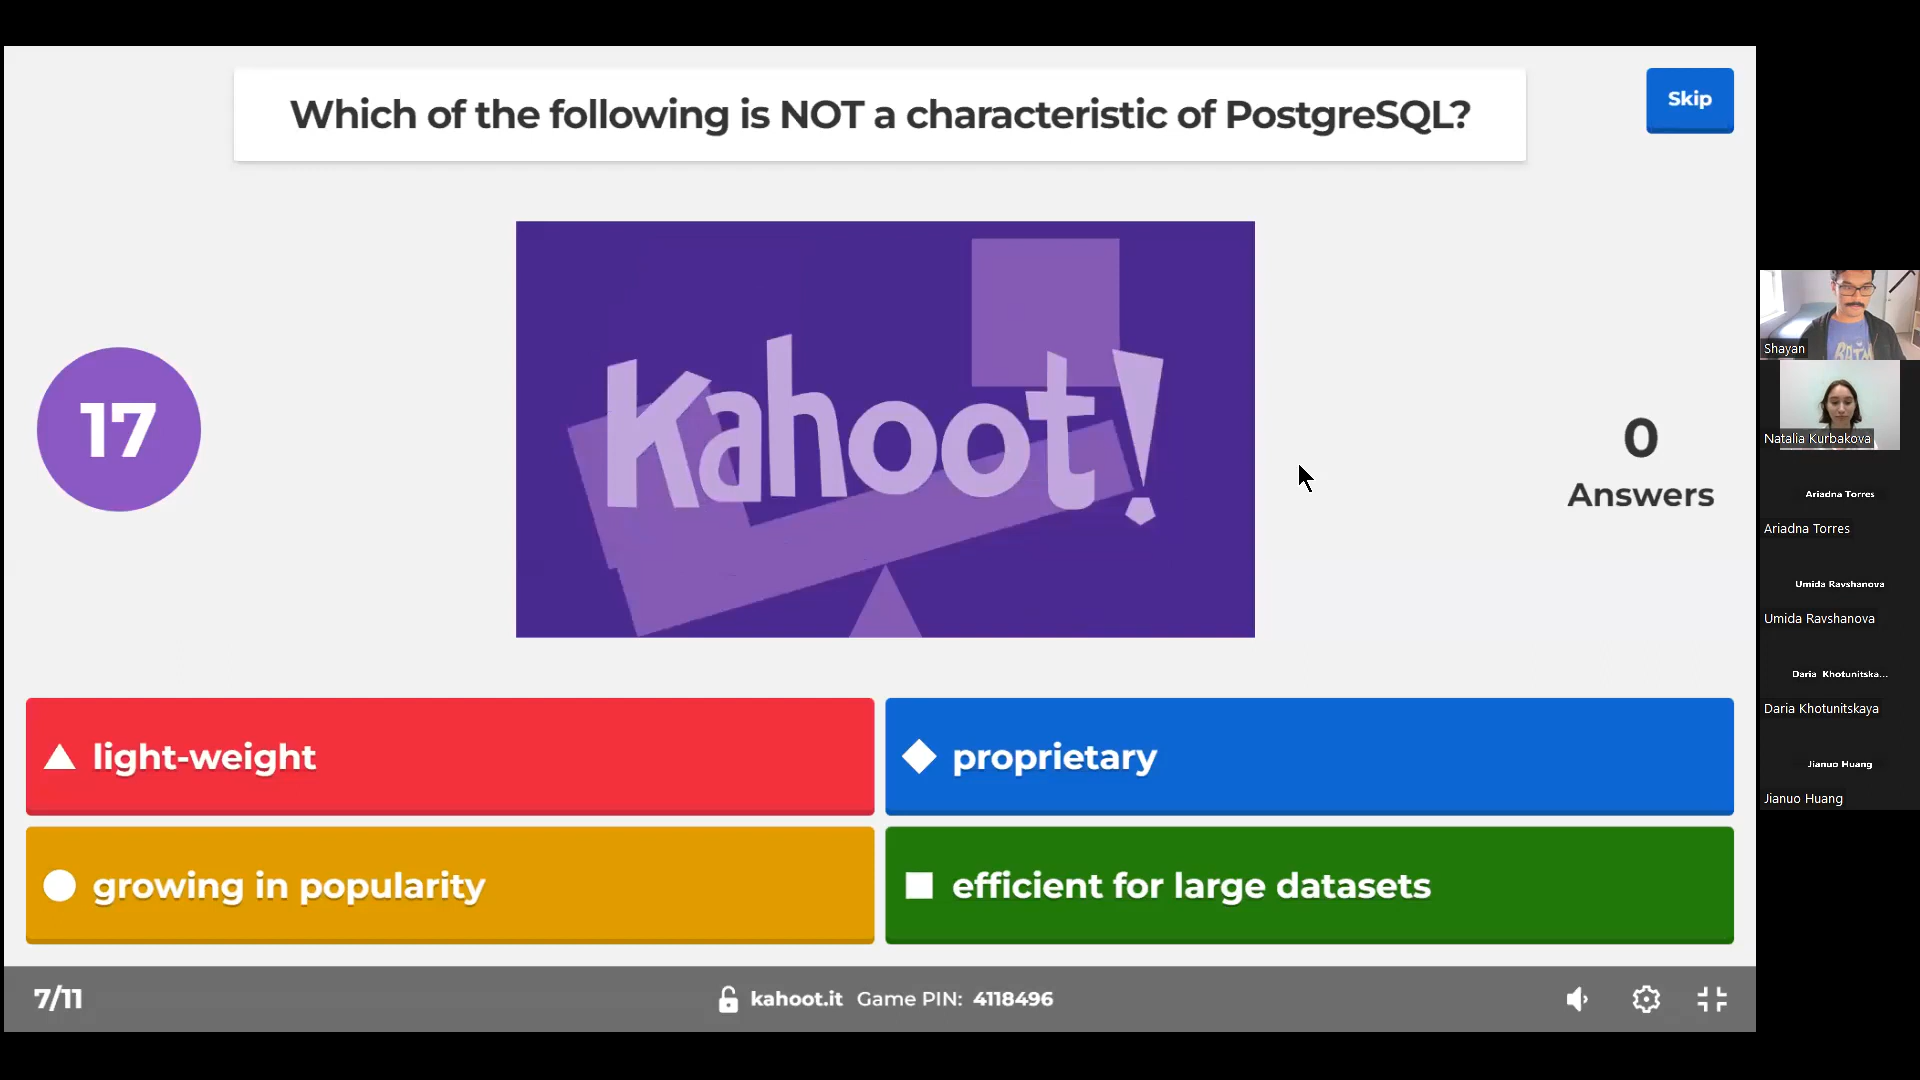 Which of the following is NOT a characteristic of PostgreSQL?
Skip
Kahoot!
17
0
Answers
light-weight
proprietary
growing in popularity
efficient for large datasets
7/11
kahoot.it Game PIN: 4118496
Shayan
Natalia Kurbakova
Ariadna Torres
Ariadna Torres
Umida Ravshanova
Umida Ravshanova
Daria Khotunitska...
Daria Khotunitskaya
Jianuo Huang
Jianuo Huang